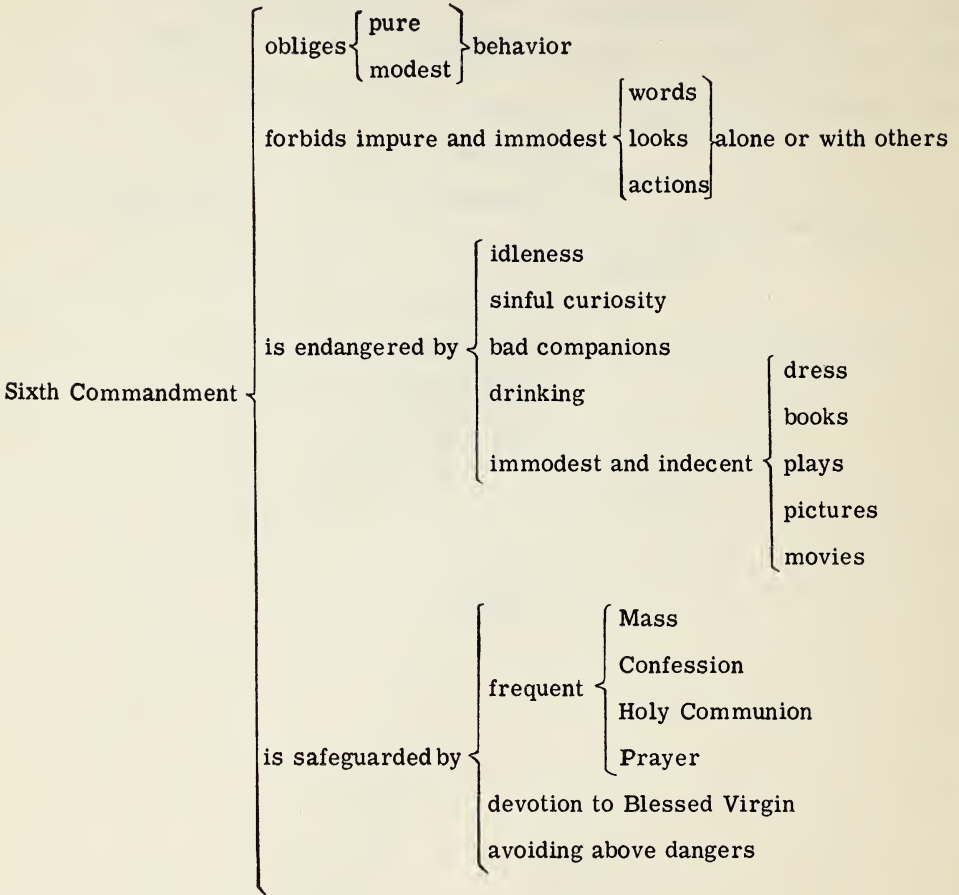 pure
obliges behavior
modest
words
forbids impure and immodest looks alone or with others
actions
idleness
sinful curiosity
is endangered by bad companions
dress
Sixth Commandment drinking
books
immodest and indecent plays
pictures
movies
Mass
Confession
frequent
Holy Communion
is safeguarded by Prayer
devotion to Blessed Virgin
avoiding above dangers